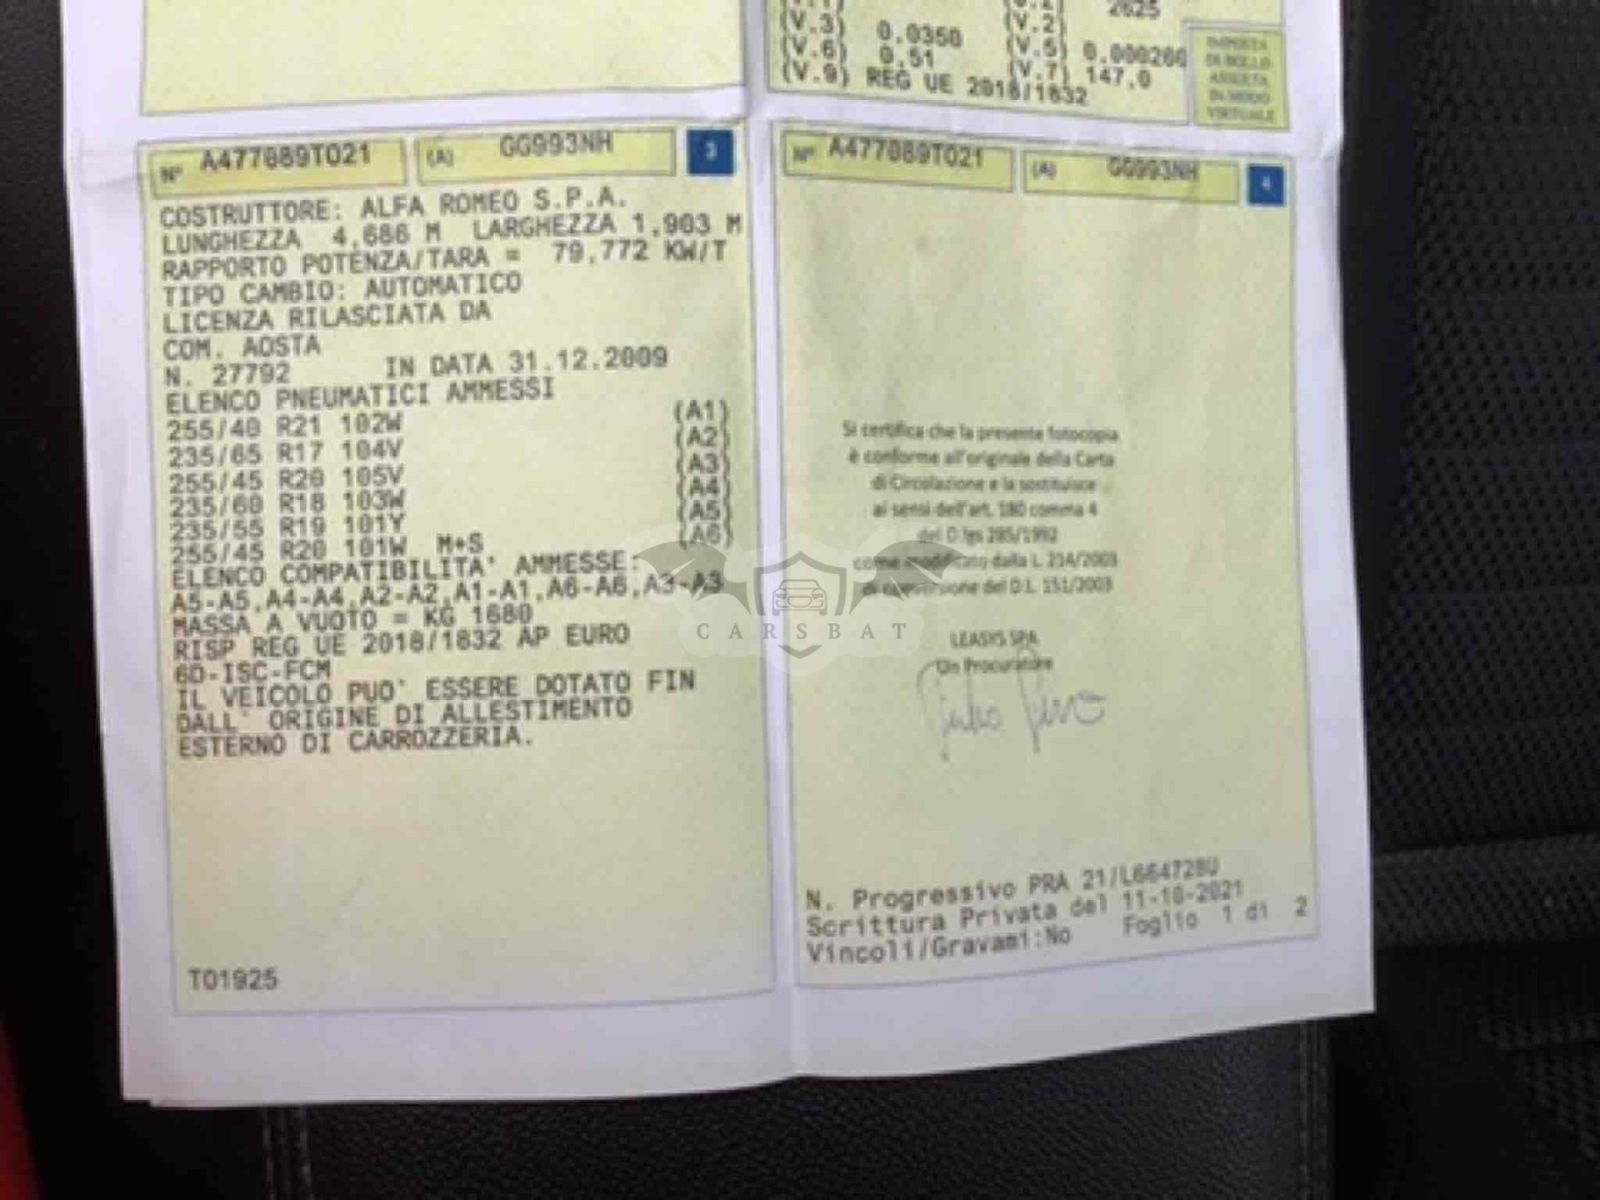 2625
(V.3) 0.0350 (V.2)
(V.6) 0.51 (V.5) 0.000200
(V.9) REG UE 2018/1832 (V.7) 147,0
IMPOSTA
DI BOLLO
ASSOLTA
IN MODO
VIRTUALE
N° A477089TO21 (A) GG993NH 3
COSTRUTTORE: ALFA ROMEO S.P.A.
LUNGHEZZA 4,686 M LARGHEZZA 1,903 M
RAPPORTO POTENZA/TARA = 79,772 KW/T
TIPO CAMBIO: AUTOMATICO
LICENZA RILASCIATA DA
COM. AOSTA
N. 27792 IN DATA 31.12.2009
ELENCO PNEUMATICI AMMESSI
255/40 R21 102W (A1)
235/65 R17 104V (A2)
255/45 R20 105V (A3)
235/60 R18 103W (A4)
235/55 R19 101Y (A5)
255/45 R20 101W M+S (A6)
ELENCO COMPATIBILITA' AMMESSE:
A5-A5,A4-A4,A2-A2,A1-A1,A6-A6,A3-A3
MASSA A VUOTO = KG 1680
RISP REG UE 2018/1832 AP EURO
6D-ISC-FCM
IL VEICOLO PUO' ESSERE DOTATO FIN
DALL' ORIGINE DI ALLESTIMENTO
ESTERNO DI CARROZZERIA.
TO1925
N° A477089TO21 (A) GG993NH 4
Si certifica che la presente fotocopia
è conforme all'originale della Carta
di Circolazione e la sostituisce
ai sensi dell'art. 180 comma 4
del D.lgs 285/1992
come modificato dalla L. 214/2003
di conversione del D.L. 151/2003
CARSBAT
LEASYS SPA
Un Procuratore
N. Progressivo PRA 21/L664728U
Scrittura Privata del 11-10-2021
Vincoli/Gravami:No Foglio 1 di 2